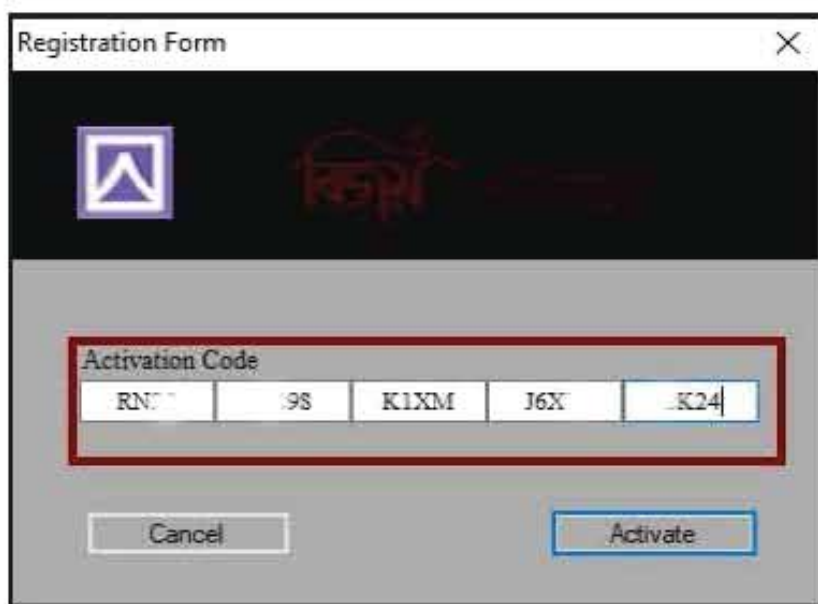 Registration Form
Activation Code
RN 98 K1XM J6X K24
Cancel Activate